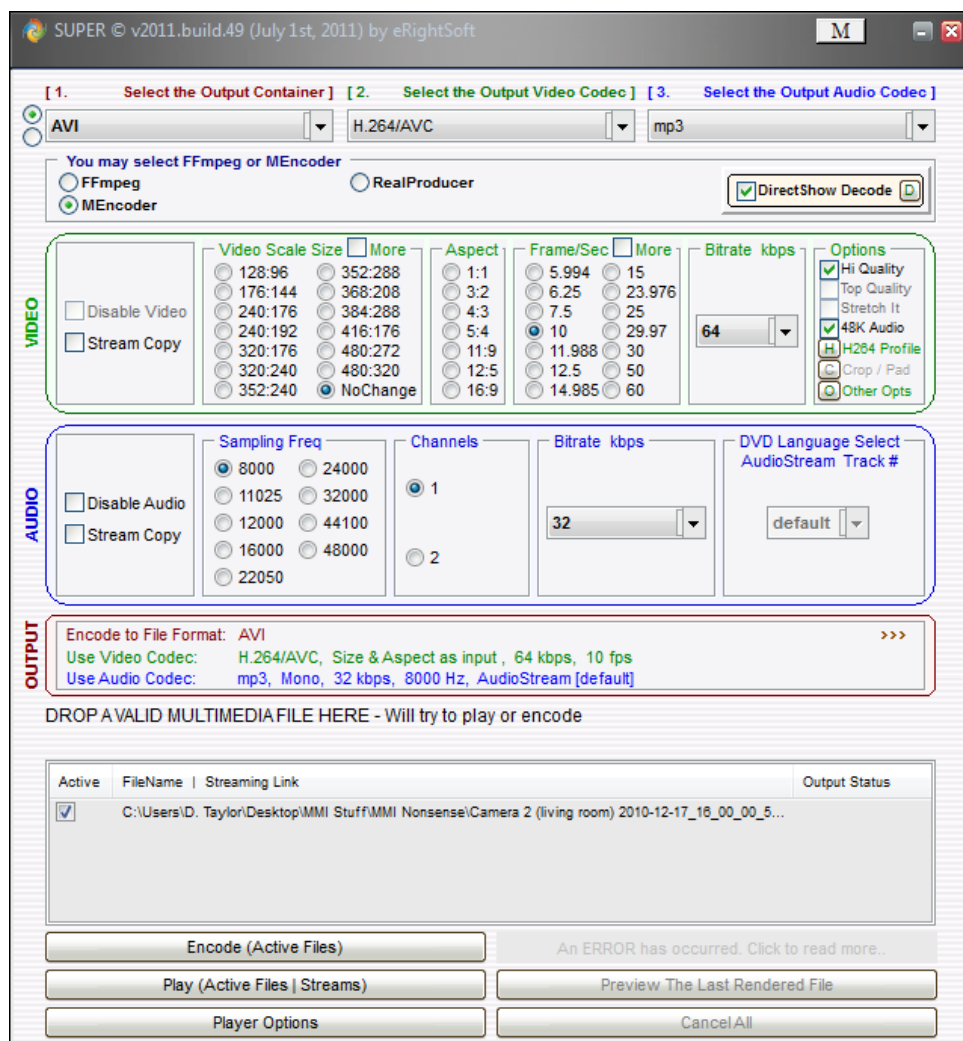 SUPER © v2011.build.49 (July 1st, 2011) by eRightSoft
M
[ 1. Select the Output Container ] [ 2. Select the Output Video Codec ] [ 3. Select the Output Audio Codec ]
AVI H.264/AVC mp3
You may select FFmpeg or MEncoder
FFmpeg RealProducer
MEncoder
DirectShow Decode D
VIDEO
Disable Video
Stream Copy
Video Scale Size More
128:96 352:288
176:144 368:208
240:176 384:288
240:192 416:176
320:176 480:272
320:240 480:320
352:240 NoChange
Aspect
1:1
3:2
4:3
5:4
11:9
12:5
16:9
Frame/Sec More
5.994 15
6.25 23.976
7.5 25
10 29.97
11.988 30
12.5 50
14.985 60
Bitrate kbps
64
Options
Hi Quality
Top Quality
Stretch It
48K Audio
H H264 Profile
C Crop / Pad
O Other Opts
AUDIO
Disable Audio
Stream Copy
Sampling Freq
8000 24000
11025 32000
12000 44100
16000 48000
22050
Channels
1
2
Bitrate kbps
32
DVD Language Select
AudioStream Track #
default
OUTPUT
Encode to File Format: AVI >>>
Use Video Codec: H.264/AVC, Size & Aspect as input , 64 kbps, 10 fps
Use Audio Codec: mp3, Mono, 32 kbps, 8000 Hz, AudioStream [default]
DROP A VALID MULTIMEDIA FILE HERE - Will try to play or encode
Active FileName | Streaming Link Output Status
C:\Users\D. Taylor\Desktop\MMI Stuff\MMI Nonsense\Camera 2 (living room) 2010-12-17_16_00_00_5...
Encode (Active Files) An ERROR has occurred. Click to read more..
Play (Active Files | Streams) Preview The Last Rendered File
Player Options Cancel All